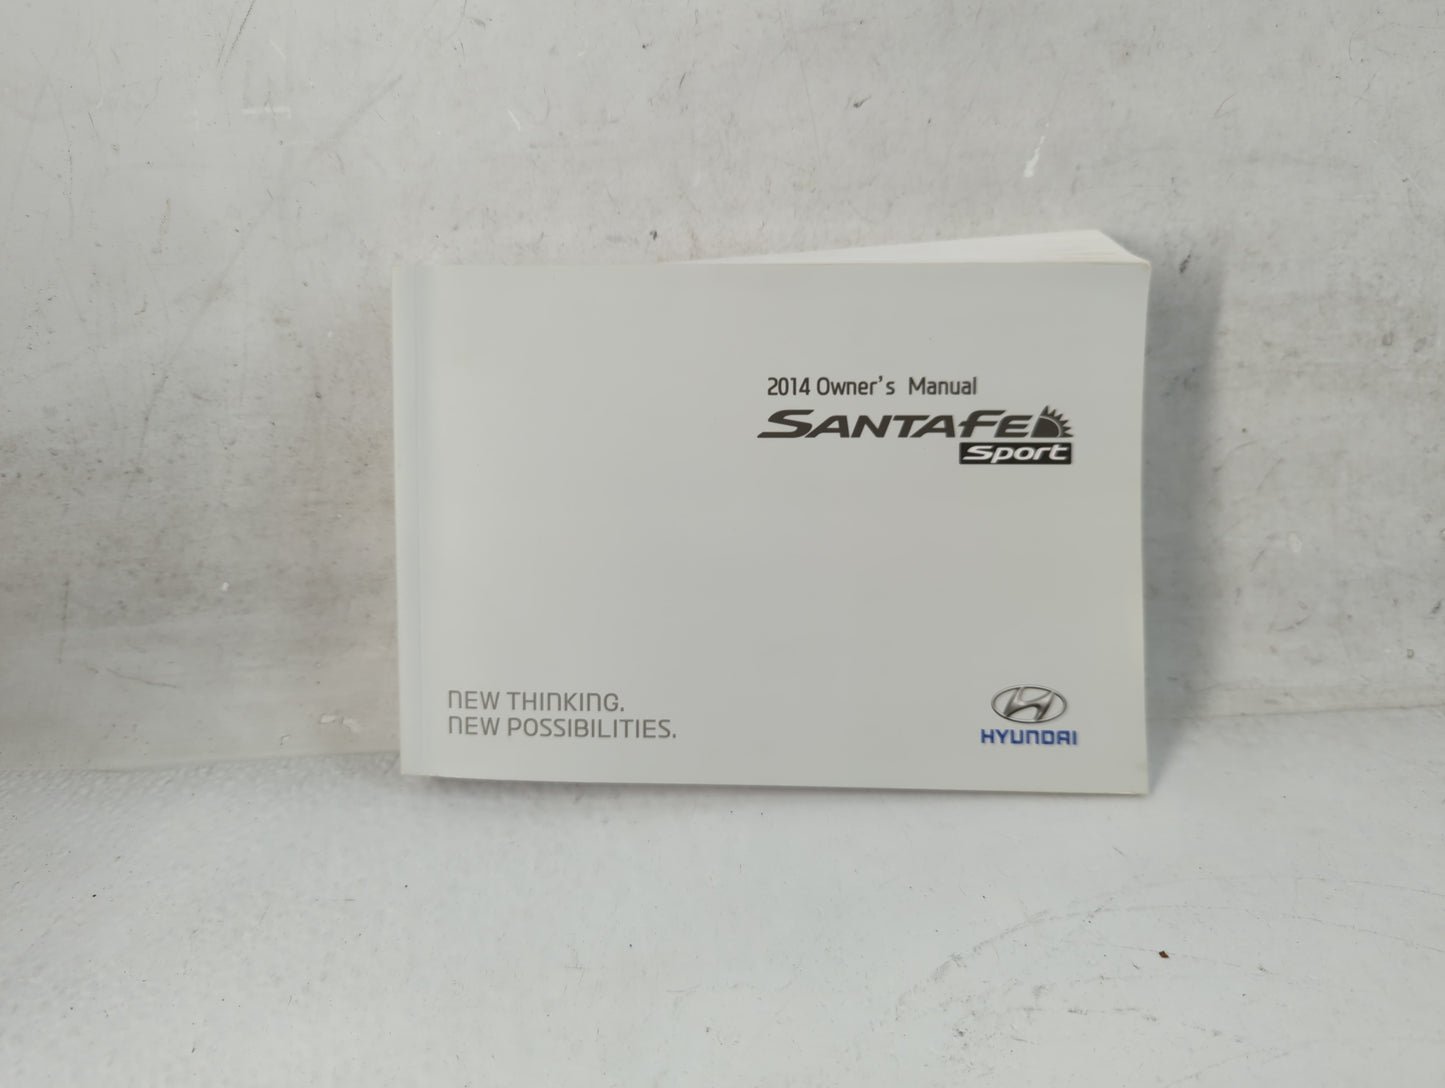 2014 Owner's Manual
SANTAFE
Sport
NEW THINKING.
NEW POSSIBILITIES.
HYUNDAI